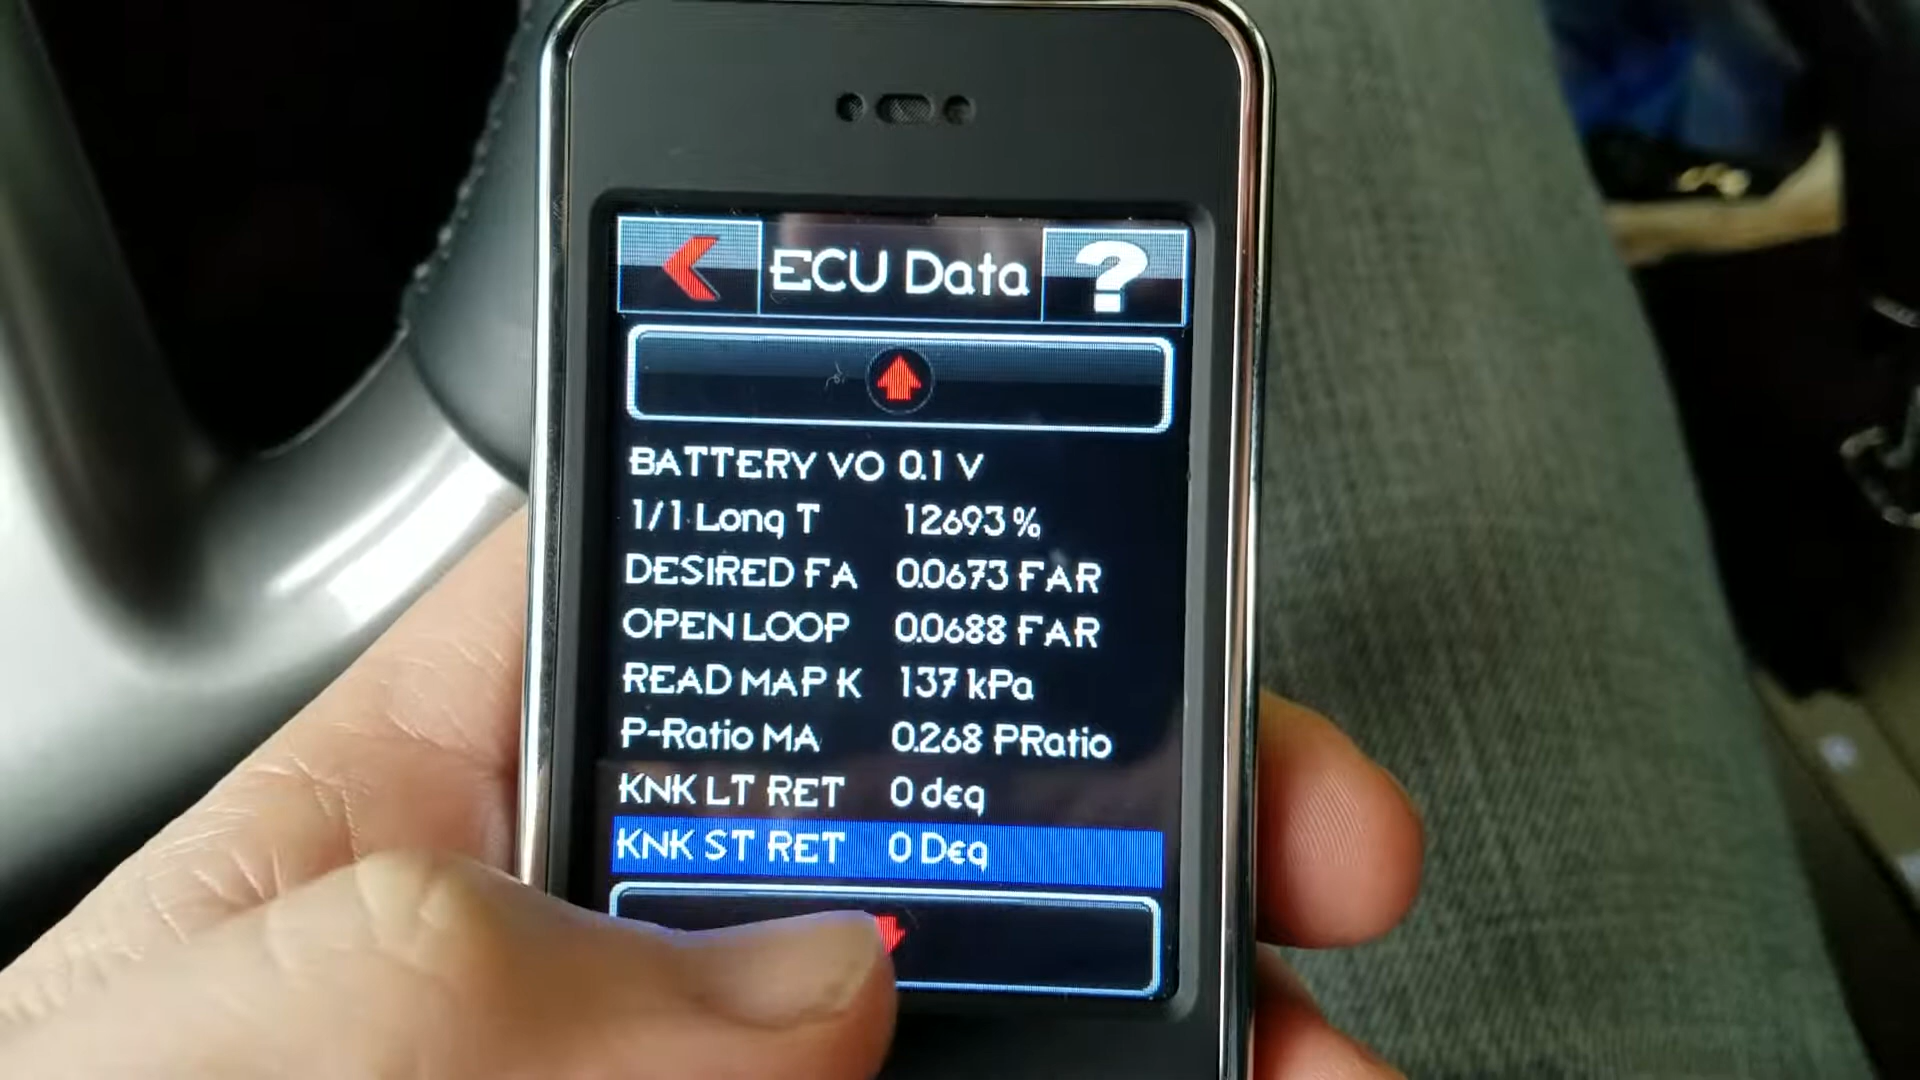 ECU Data ?
BATTERY VO 0.1 V
1/1 Long T 12693 %
DESIRED FA 0.0673 FAR
OPEN LOOP 0.0688 FAR
READ MAP K 137 kPa
P-Ratio MA 0.268 PRatio
KNK LT RET 0 deg
KNK ST RET 0 Deg